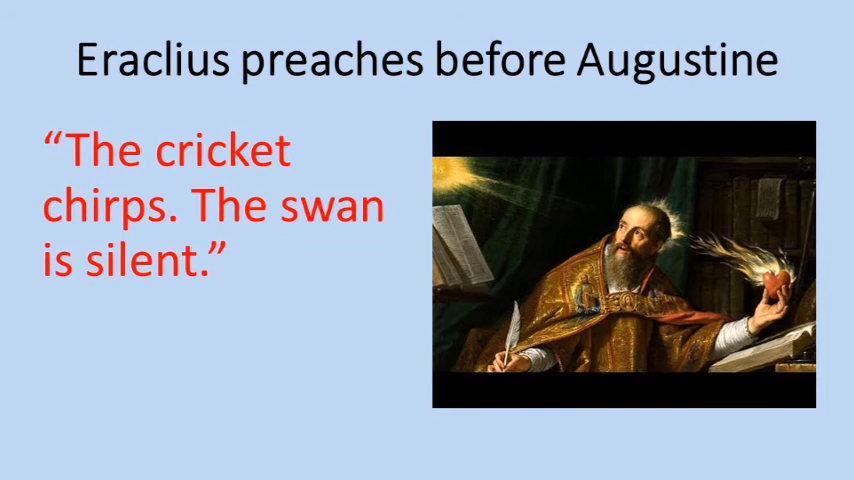 Eraclius preaches before Augustine
“The cricket
chirps. The swan
is silent.”